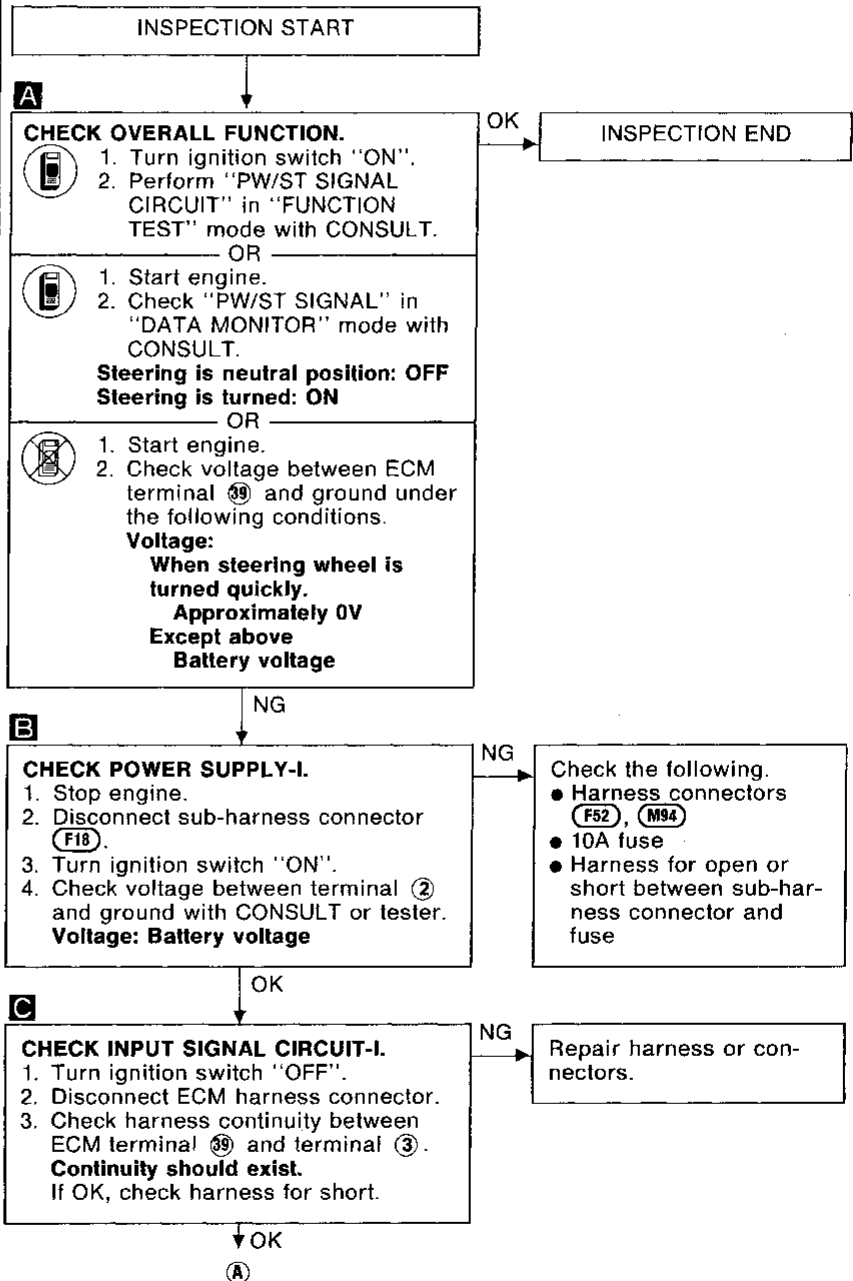 INSPECTION START
A
CHECK OVERALL FUNCTION.
1. Turn ignition switch "ON".
2. Perform "PW/ST SIGNAL
CIRCUIT" in "FUNCTION
TEST" mode with CONSULT.
OR
1. Start engine.
2. Check "PW/ST SIGNAL" in
"DATA MONITOR" mode with
CONSULT.
Steering is neutral position: OFF
Steering is turned: ON
OR
1. Start engine.
2. Check voltage between ECM
terminal 39 and ground under
the following conditions.
Voltage:
When steering wheel is
turned quickly.
Approximately 0V
Except above
Battery voltage
OK
INSPECTION END
NG
B
CHECK POWER SUPPLY-I.
1. Stop engine.
2. Disconnect sub-harness connector
F18.
3. Turn ignition switch "ON".
4. Check voltage between terminal 2
and ground with CONSULT or tester.
Voltage: Battery voltage
NG
Check the following.
● Harness connectors
F52, M94
● 10A fuse
● Harness for open or
short between sub-har-
ness connector and
fuse
OK
C
CHECK INPUT SIGNAL CIRCUIT-I.
1. Turn ignition switch "OFF".
2. Disconnect ECM harness connector.
3. Check harness continuity between
ECM terminal 39 and terminal 3.
Continuity should exist.
If OK, check harness for short.
NG
Repair harness or con-
nectors.
OK
A